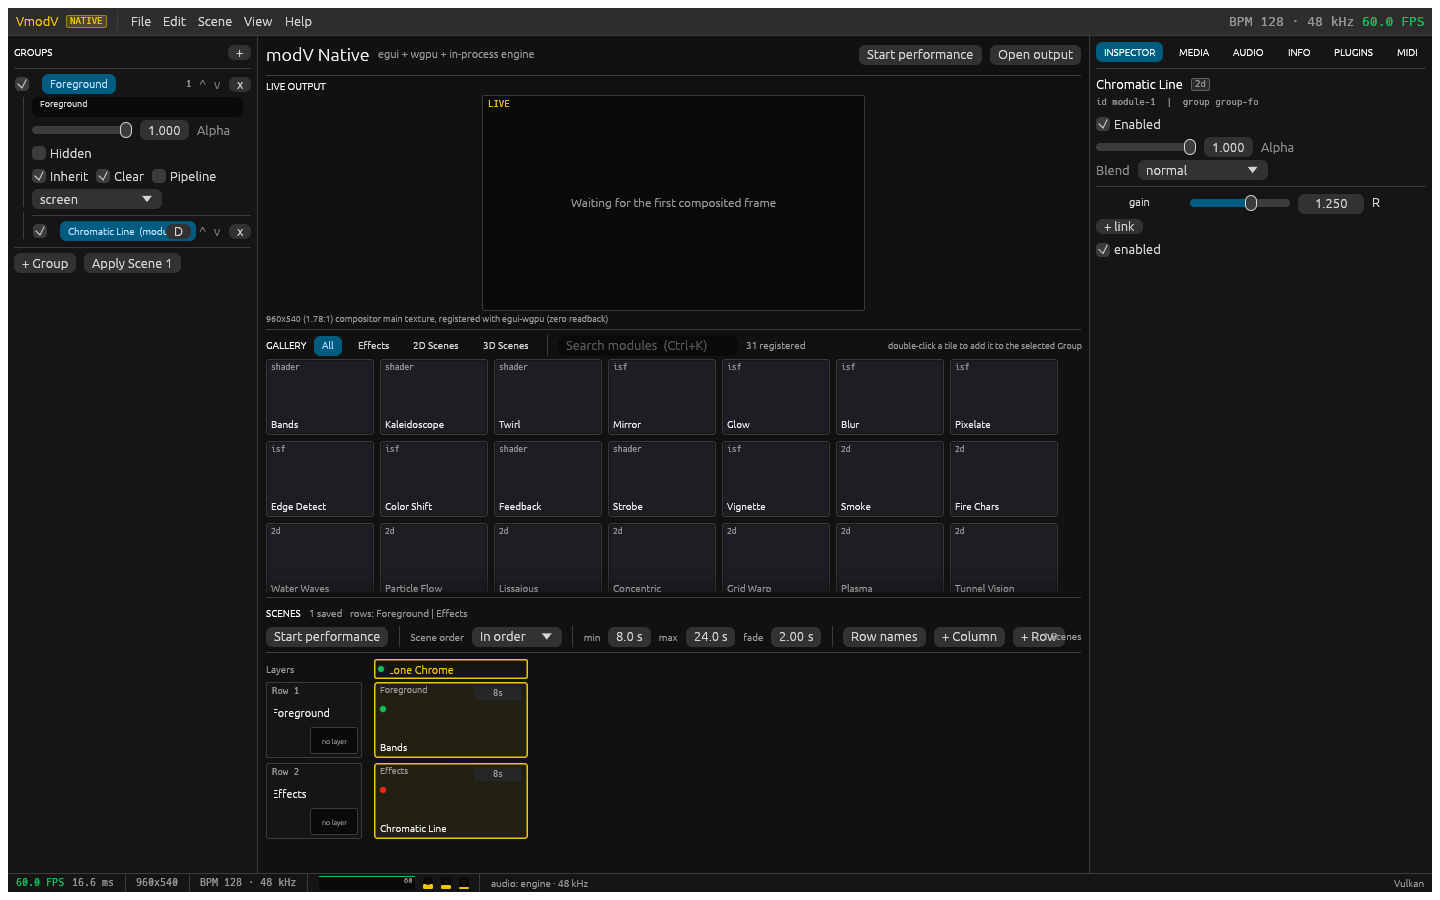 VmodV NATIVE File Edit Scene View Help BPM 128 · 48 kHz 60.0 FPS
GROUPS +
Foreground 1 ^ v x
Foreground
1.000 Alpha
Hidden
Inherit Clear Pipeline
screen
Chromatic Line (modu D ^ v x
+ Group Apply Scene 1
modV Native egui + wgpu + in-process engine Start performance Open output
LIVE OUTPUT
LIVE
Waiting for the first composited frame
960x540 (1.78:1) compositor main texture, registered with egui-wgpu (zero readback)
GALLERY All Effects 2D Scenes 3D Scenes Search modules (Ctrl+K) 31 registered double-click a tile to add it to the selected Group
shader shader shader isf isf isf isf
Bands Kaleidoscope Twirl Mirror Glow Blur Pixelate
isf isf shader shader isf 2d 2d
Edge Detect Color Shift Feedback Strobe Vignette Smoke Fire Chars
2d 2d 2d 2d 2d 2d 2d
Water Waves Particle Flow Lissajous Concentric Grid Warp Plasma Tunnel Vision
SCENES 1 saved rows: Foreground | Effects
Start performance Scene order In order min 8.0 s max 24.0 s fade 2.00 s Row names + Column + Row
Layers one Chrome
Row 1 Foreground 8s
Foreground
no layer
Bands
Row 2 Effects 8s
Effects
no layer
Chromatic Line
INSPECTOR MEDIA AUDIO INFO PLUGINS MIDI
Chromatic Line 2d
id module-1 | group group-fo
Enabled
1.000 Alpha
Blend normal
gain 1.250 R
+ link
enabled
60.0 FPS 16.6 ms 960x540 BPM 128 · 48 kHz 60 audio: engine · 48 kHz Vulkan